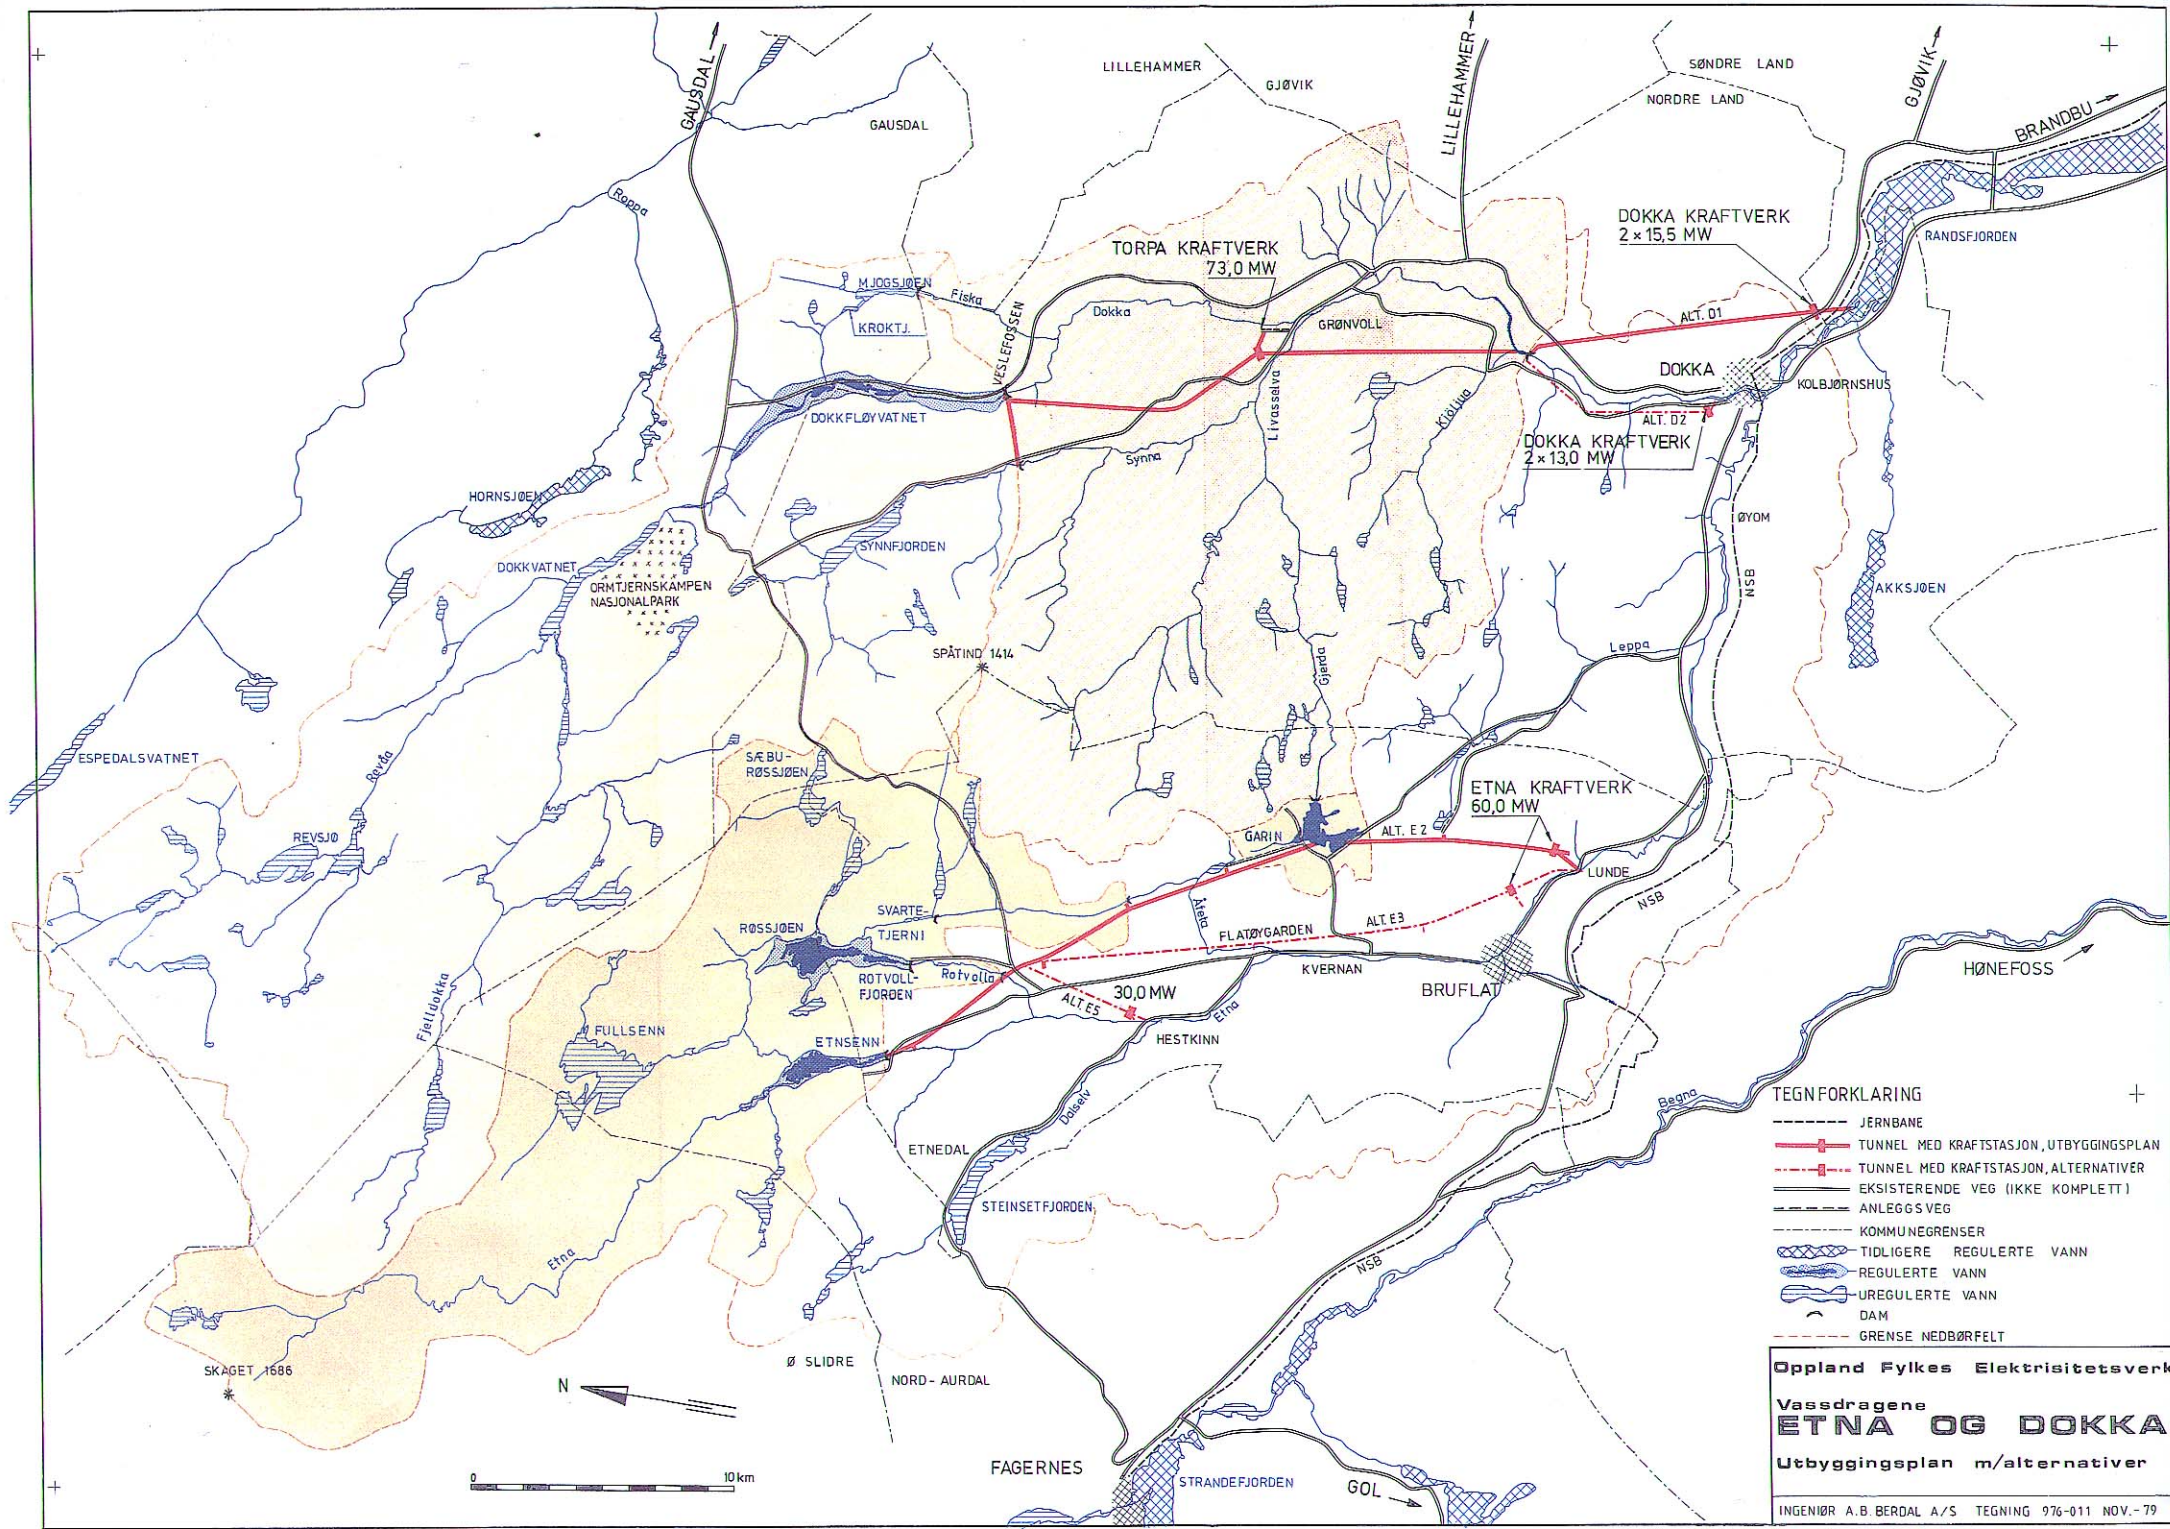 GAUSDAL
LILLEHAMMER
GJØVIK
LILLEHAMMER
SØNDRE LAND
NORDRE LAND
GJØVIK
BRANDBU
GAUSDAL
Roppa
TORPA KRAFTVERK
73,0 MW
DOKKA KRAFTVERK
2×15,5 MW
RANDSFJORDEN
MJOGSJØEN
Fiska
KROKTJ.
VESLEFOSSEN
Dokka
GRØNVOLL
ALT. D1
DOKKA
KOLBJØRNSHUS
DOKKFLØYVATNET
Livasselva
Kjøljua
ALT. D2
DOKKA KRAFTVERK
2×13,0 MW
Synna
HORNSJØEN
ØYOM
SYNNFJORDEN
DOKKVATNET
ORMTJERNSKAMPEN
NASJONALPARK
NSB
AKKSJØEN
SPÅTIND 1414
Gjerda
Leppa
ESPEDALSVATNET
Revåa
SÆBU-
RØSSJØEN
ETNA KRAFTVERK
60,0 MW
REVSJØ
GARIN
ALT. E2
LUNDE
NSB
SVARTE-
TJERNI
Åfeta
ALT. E3
FLATØYGARDEN
RØSSJØEN
ROTVOLL-
FJORDEN
Rotvolla
KVERNAN
HØNEFOSS
BRUFLAT
30,0 MW
ALT. E5
Etna
Fjelldokka
FULLSENN
ETNSENN
HESTKINN
Dalselv
Begna
ETNEDAL
STEINSETFJORDEN
Etna
NSB
SKAGET 1686
Ø SLIDRE
NORD-AURDAL
N
0 10 km
FAGERNES
STRANDEFJORDEN
GOL
TEGNFORKLARING
JERNBANE
TUNNEL MED KRAFTSTASJON, UTBYGGINGSPLAN
TUNNEL MED KRAFTSTASJON, ALTERNATIVER
EKSISTERENDE VEG (IKKE KOMPLETT)
ANLEGGSVEG
KOMMUNEGRENSER
TIDLIGERE REGULERTE VANN
REGULERTE VANN
UREGULERTE VANN
DAM
GRENSE NEDBØRFELT
Oppland Fylkes Elektrisitetsverk
Vassdragene
ETNA OG DOKKA
Utbyggingsplan m/alternativer
INGENIØR A.B. BERDAL A/S TEGNING 976-011 NOV.-79